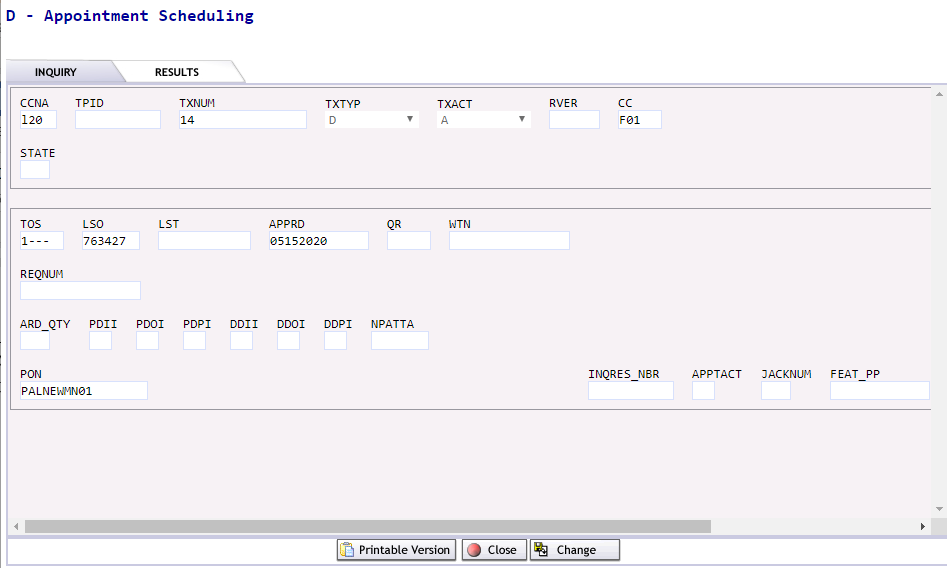 D - Appointment Scheduling
INQUIRY RESULTS
CCNA TPID TXNUM TXTYP TXACT RVER CC
l20 14 D A F01
STATE
TOS LSO LST APPRD QR WTN
1--- 763427 05152020
REQNUM
ARD_QTY PDII PDOI PDPI DDII DDOI DDPI NPATTA
PON INQRES_NBR APPTACT JACKNUM FEAT_PP
PALNEWMN01
Printable Version Close Change